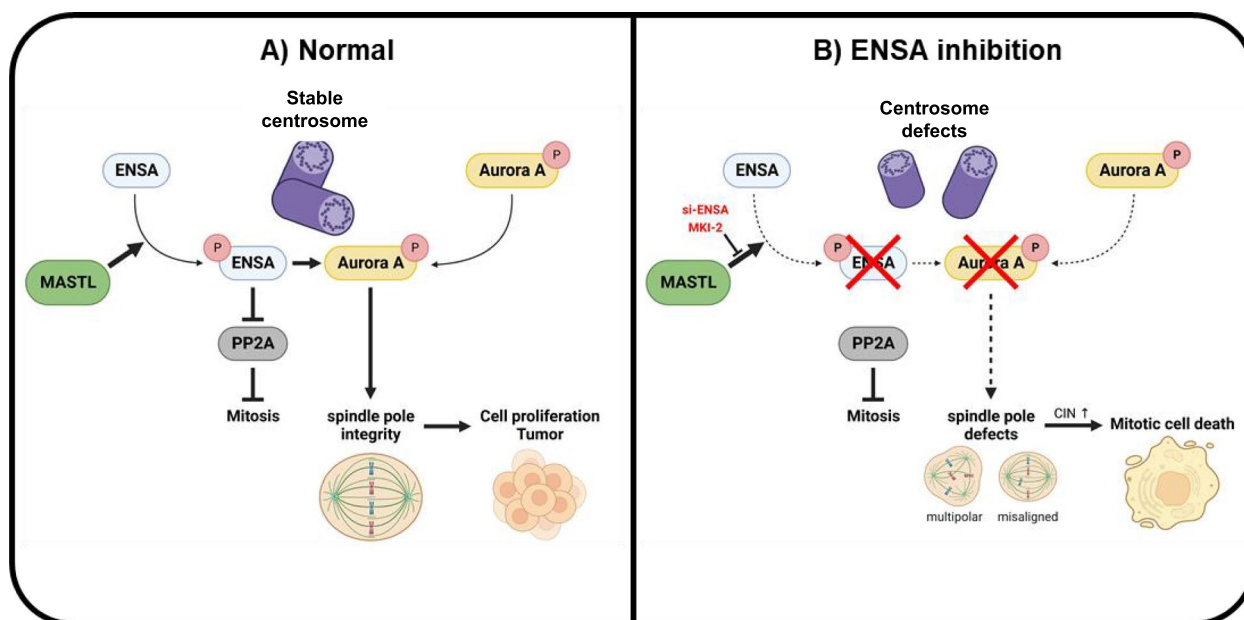 A) Normal
Stable
centrosome
ENSA
Aurora A
P
MASTL
P
ENSA
Aurora A
P
PP2A
Mitosis
spindle pole
integrity
Cell proliferation
Tumor
B) ENSA inhibition
Centrosome
defects
ENSA
Aurora A
P
si-ENSA
MKI-2
MASTL
P
ENSA
Aurora A
P
PP2A
Mitosis
spindle pole
defects
CIN ↑
Mitotic cell death
multipolar
misaligned